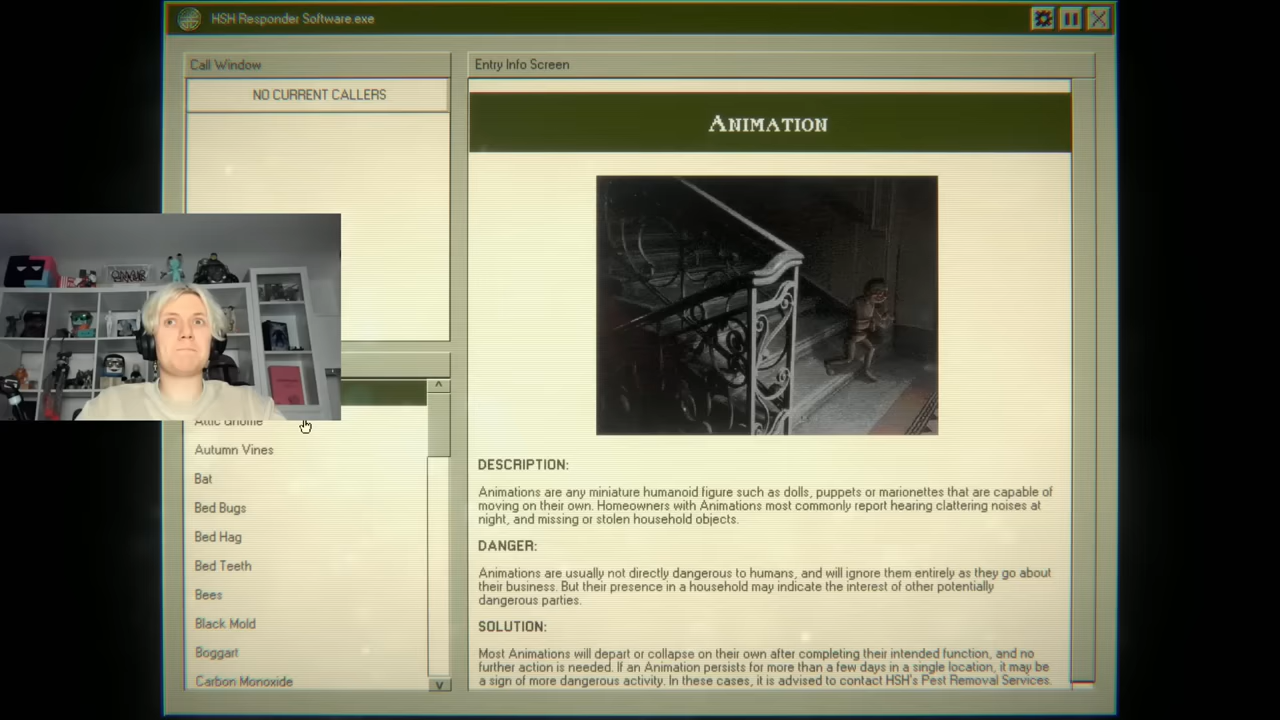 HSH Responder Software.exe
Call Window
NO CURRENT CALLERS
Attic Gnome
Autumn Vines
Bat
Bed Bugs
Bed Hag
Bed Teeth
Bees
Black Mold
Boggart
Carbon Monoxide
Entry Info Screen
ANIMATION
DESCRIPTION:
Animations are any miniature humanoid figure such as dolls, puppets or marionettes that are capable of
moving on their own. Homeowners with Animations most commonly report hearing clattering noises at
night, and missing or stolen household objects.
DANGER:
Animations are usually not directly dangerous to humans, and will ignore them entirely as they go about
their business. But their presence in a household may indicate the interest of other potentially
dangerous parties.
SOLUTION:
Most Animations will depart or collapse on their own after completing their intended function, and no
further action is needed. If an Animation persists for more than a few days in a single location, it may be
a sign of more dangerous activity. In these cases, it is advised to contact HSH's Pest Removal Services.